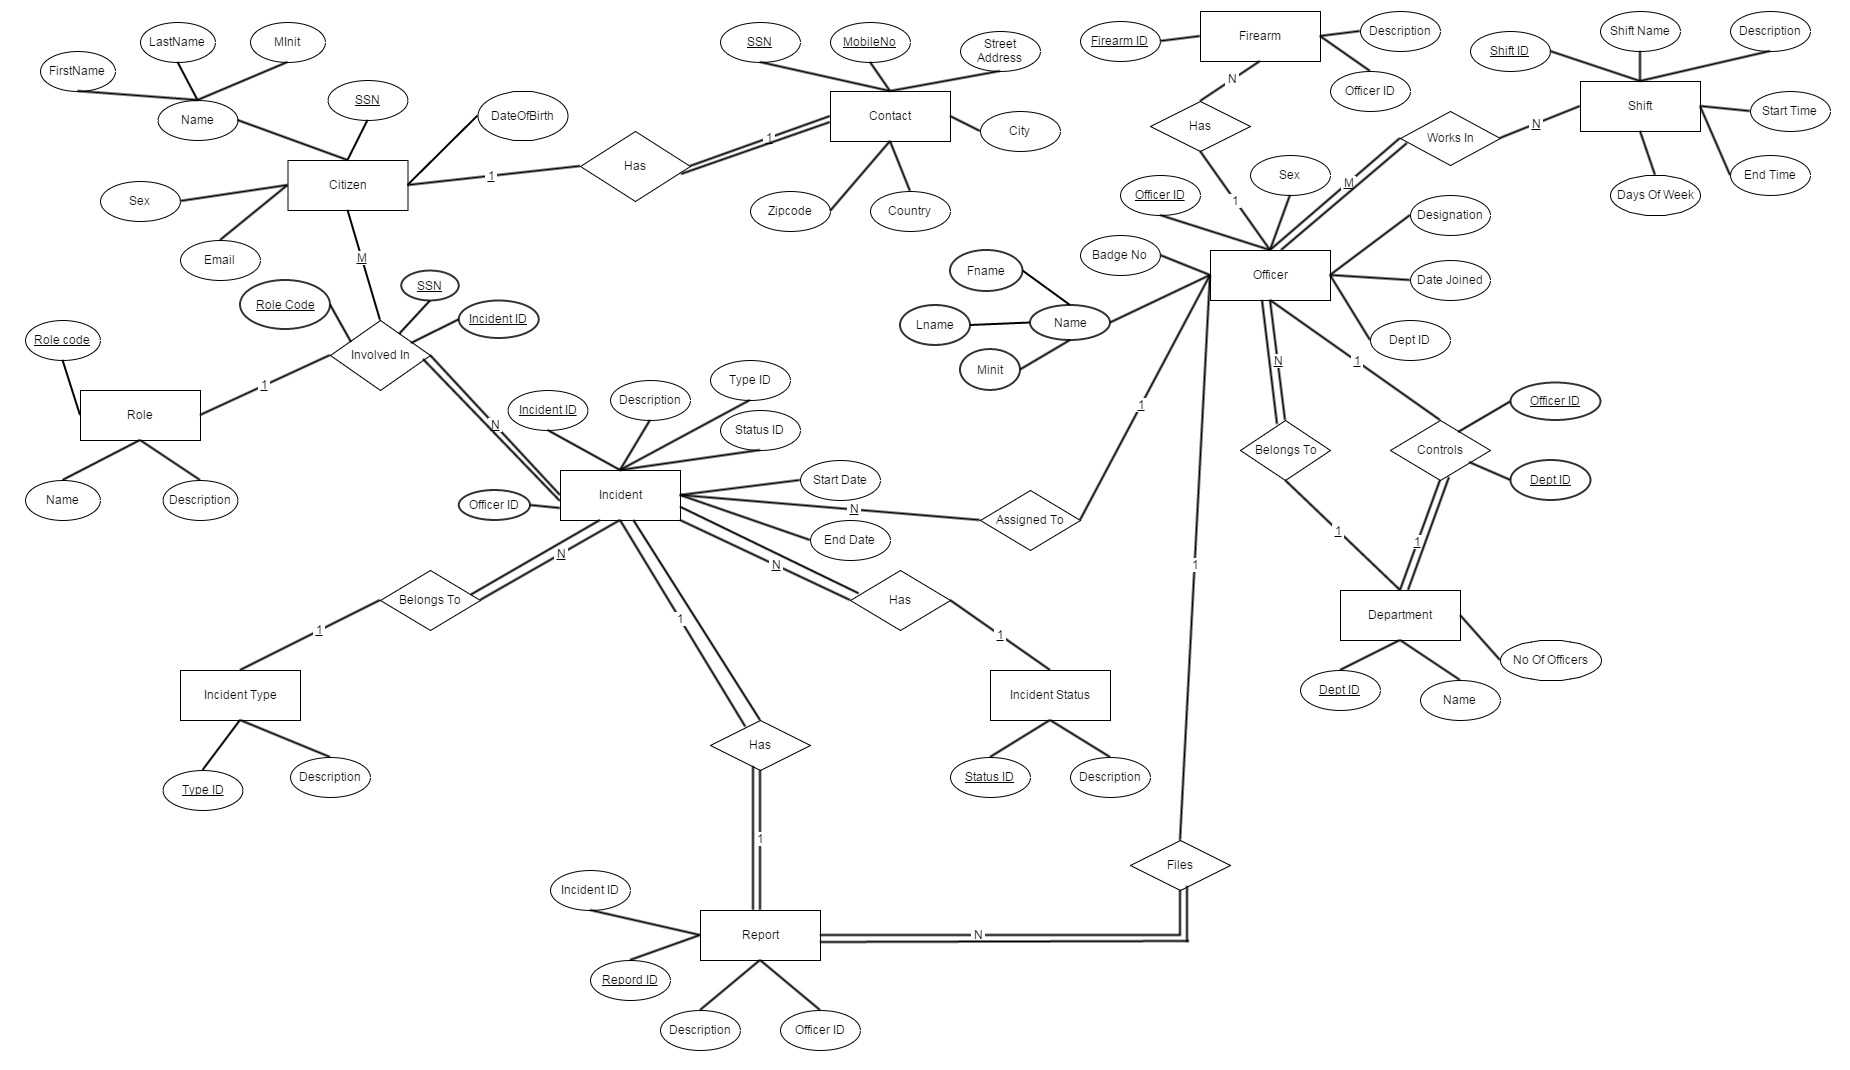 LastName
MInit
FirstName
Name
SSN
DateOfBirth
Citizen
Sex
Email
1
Has
1
SSN
MobileNo
Street
Address
Contact
City
Zipcode
Country
Firearm ID
Firearm
Description
Officer ID
N
Has
1
Shift ID
Shift Name
Description
Shift
Start Time
End Time
Days Of Week
Works In
N
M
Officer ID
Sex
Designation
Badge No
Officer
Date Joined
Dept ID
Fname
Lname
Name
Minit
M
Role Code
SSN
Incident ID
Involved In
Role code
1
Role
Name
Description
N
Incident ID
Description
Type ID
Status ID
Start Date
Incident
Officer ID
N
End Date
Assigned To
1
N
1
Belongs To
Controls
Officer ID
Dept ID
1
1
Department
No Of Officers
Dept ID
Name
N
Belongs To
1
Incident Type
Type ID
Description
N
Has
1
Incident Status
Status ID
Description
1
Has
1
1
Files
N
Incident ID
Report
Repord ID
Description
Officer ID